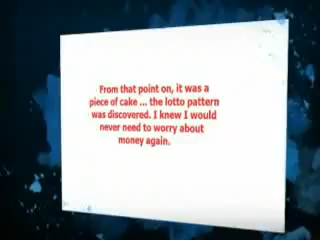 From that point on, it was a
piece of cake ... the lotto pattern
was discovered. I knew I would
never need to worry about
money again.